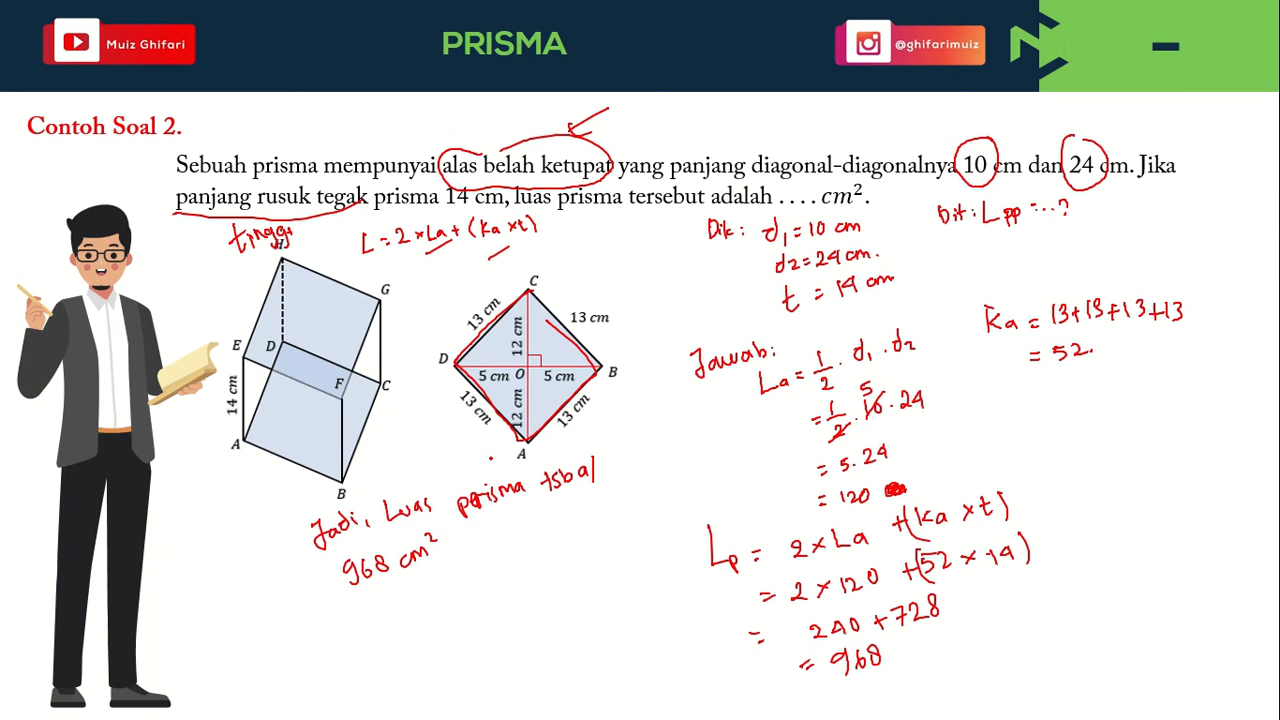 Muiz Ghifari
PRISMA
@ghifarimuiz
Contoh Soal 2.
Sebuah prisma mempunyai alas belah ketupat yang panjang diagonal-diagonalnya 10 cm dan 24 cm. Jika
panjang rusuk tegak prisma 14 cm, luas prisma tersebut adalah . . . . cm².
tinggi
L = 2 × La + (Ka × t)
Dik : d₁ = 10 cm
d2 = 24 cm.
t = 14 cm
Dit : Lpp = ...?
H
G
E
D
F
C
14 cm
A
B
C
13 cm
13 cm
12 cm
D
5 cm
O
5 cm
B
13 cm
12 cm
13 cm
A
Jawab :
La = 1/2 . d₁ . d2
= 1/2 . 10 . 24
5
= 5 . 24
= 120
Ka = 13 + 13 + 13 + 13
= 52.
Lp = 2 × La + (Ka × t)
= 2 × 120 + (52 × 14)
= 240 + 728
= 968
Jadi, Luas prisma tsb al
968 cm²